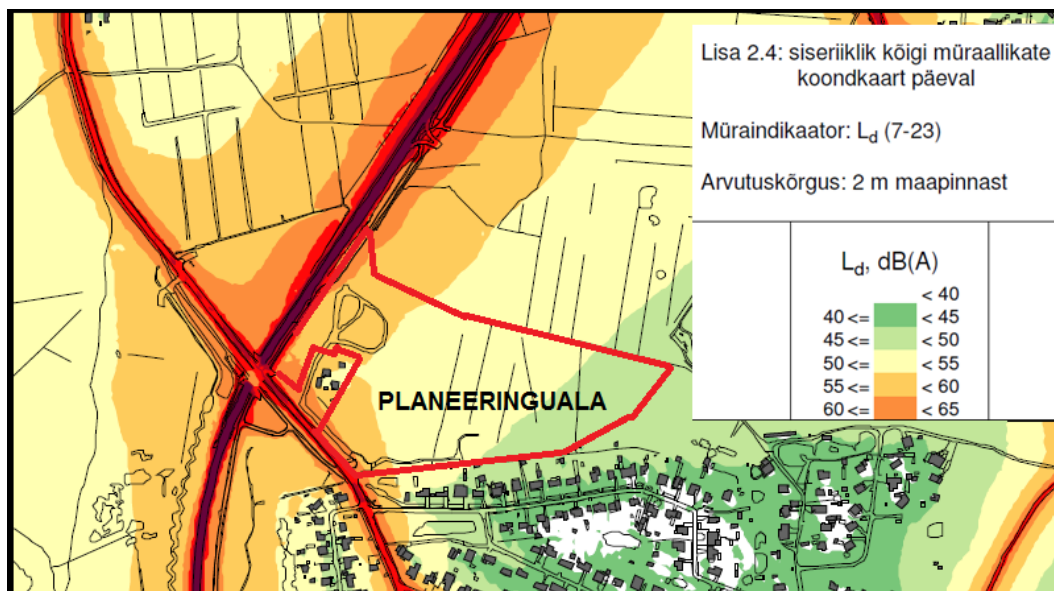 Lisa 2.4: siseriiklik kõigi müraallikate
koondkaart päeval
Müraindikaator: Ld (7-23)
Arvutuskõrgus: 2 m maapinnast
Ld, dB(A)
< 40
40 <= < 45
45 <= < 50
50 <= < 55
55 <= < 60
60 <= < 65
PLANEERINGUALA